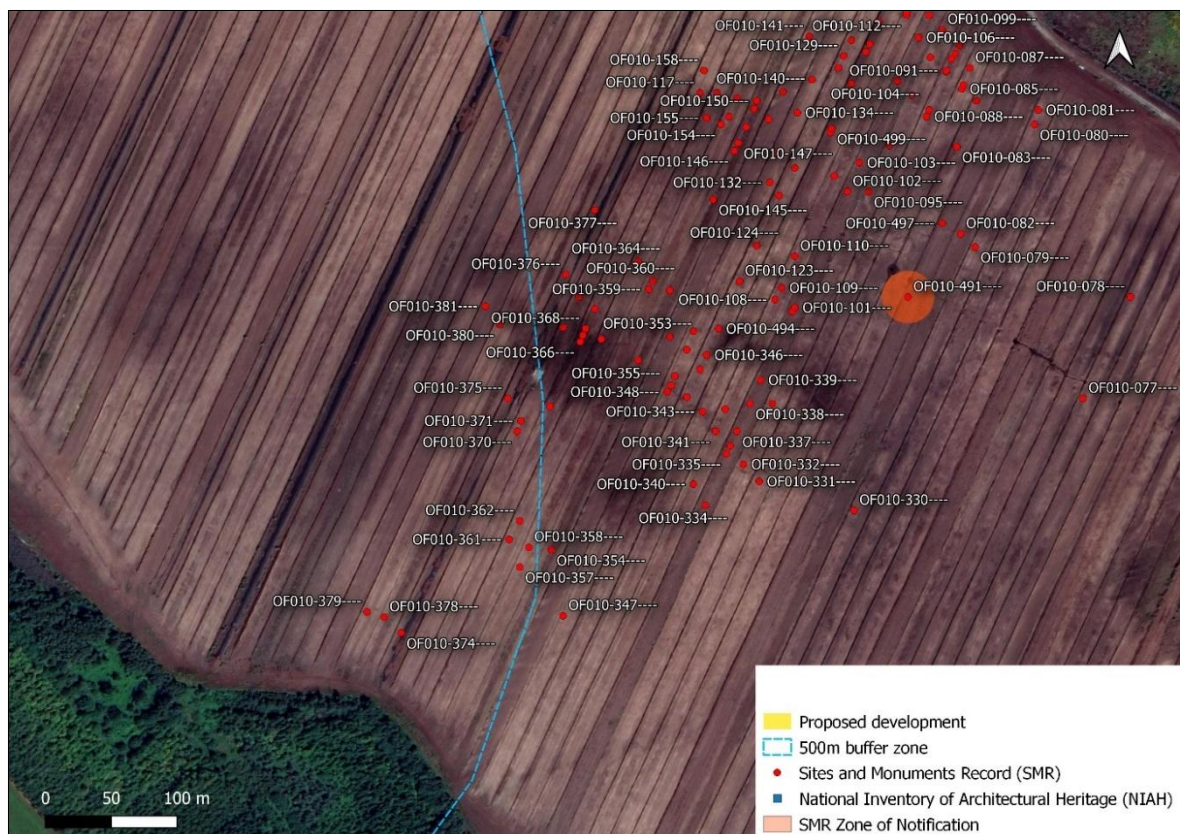 OF010-141----
OF010-112----
OF010-099----
OF010-106----
OF010-129----
OF010-158----
OF010-087----
OF010-091----
OF010-117----
OF010-140----
OF010-104----
OF010-085----
OF010-150----
OF010-134----
OF010-081----
OF010-155----
OF010-088----
OF010-080----
OF010-154----
OF010-499----
OF010-147----
OF010-083----
OF010-146----
OF010-103----
OF010-132----
OF010-102----
OF010-095----
OF010-145----
OF010-377----
OF010-497----
OF010-082----
OF010-124----
OF010-364----
OF010-110----
OF010-079----
OF010-376----
OF010-360----
OF010-123----
OF010-359----
OF010-109----
OF010-491----
OF010-078----
OF010-108----
OF010-381----
OF010-101----
OF010-368----
OF010-353----
OF010-494----
OF010-380----
OF010-366----
OF010-346----
OF010-355----
OF010-339----
OF010-375----
OF010-348----
OF010-077----
OF010-343----
OF010-338----
OF010-371----
OF010-370----
OF010-341----
OF010-337----
OF010-335----
OF010-332----
OF010-340----
OF010-331----
OF010-330----
OF010-362----
OF010-334----
OF010-361----
OF010-358----
OF010-354----
OF010-357----
OF010-379----
OF010-378----
OF010-347----
OF010-374----
Proposed development
500m buffer zone
Sites and Monuments Record (SMR)
National Inventory of Architectural Heritage (NIAH)
SMR Zone of Notification
0 50 100 m